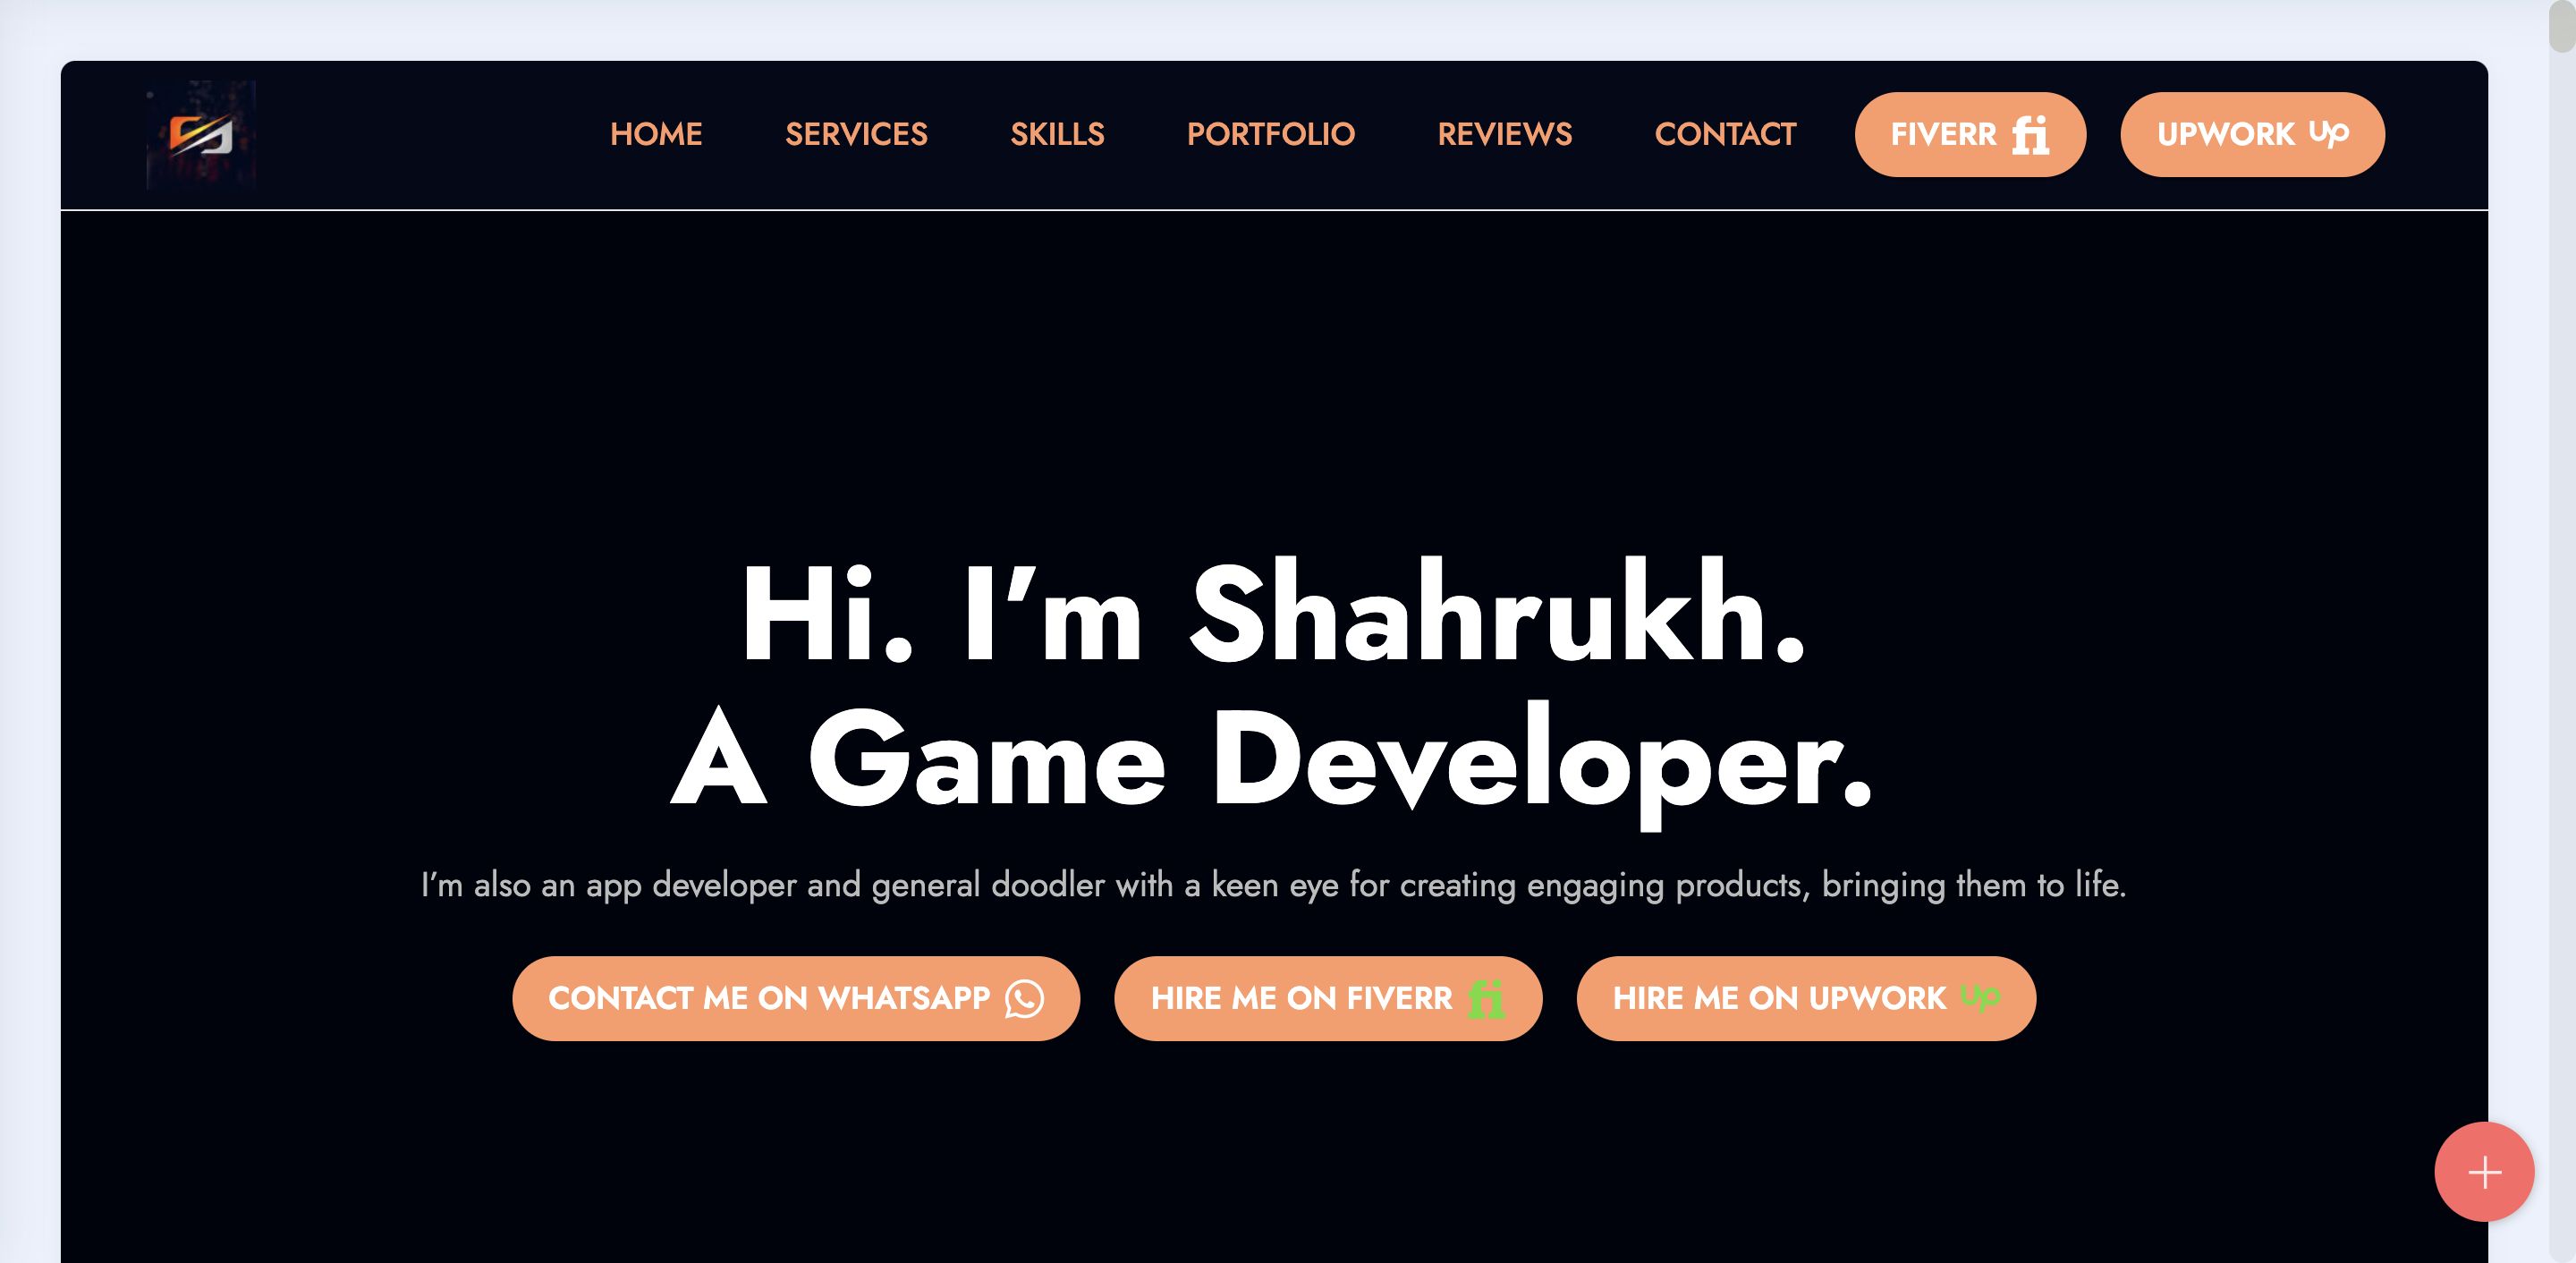 HOME SERVICES SKILLS PORTFOLIO REVIEWS CONTACT FIVERR fi UPWORK up
Hi. I’m Shahrukh.
A Game Developer.
I’m also an app developer and general doodler with a keen eye for creating engaging products, bringing them to life.
CONTACT ME ON WHATSAPP HIRE ME ON FIVERR fi HIRE ME ON UPWORK up